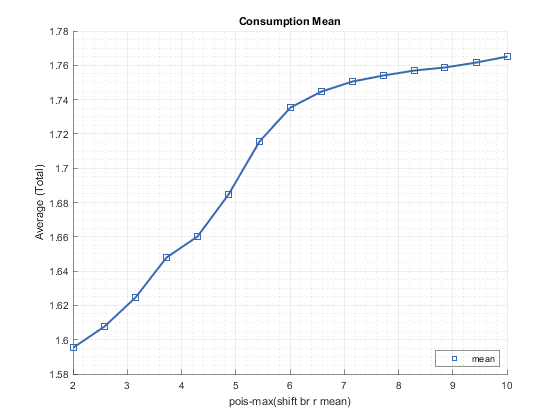 Consumption Mean
1.78
1.76
1.74
1.72
1.7
1.68
1.66
1.64
1.62
1.6
1.58
Average (Total)
2 3 4 5 6 7 8 9 10
pois-max(shift br r mean)
mean